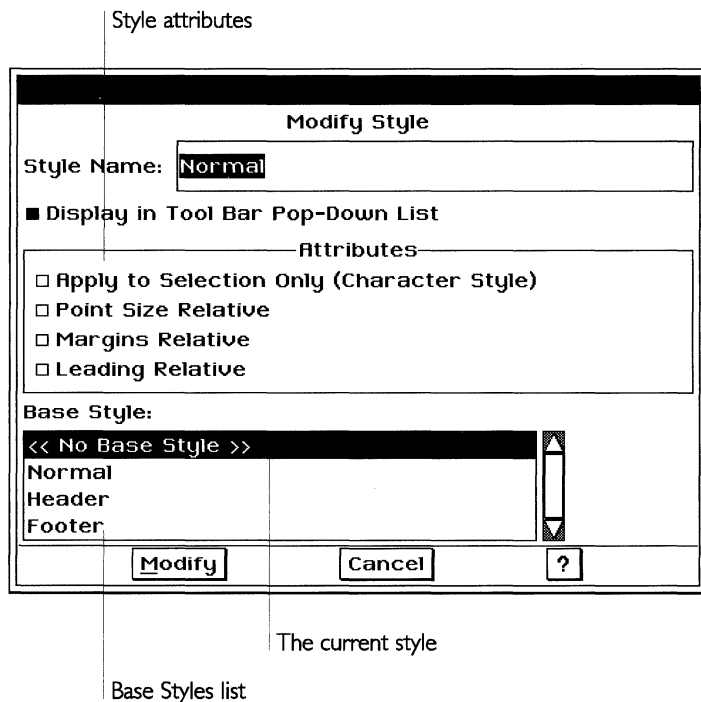 Style attributes
Modify Style
Style Name: Normal
Display in Tool Bar Pop-Down List
Attributes
Apply to Selection Only (Character Style)
Point Size Relative
Margins Relative
Leading Relative
Base Style:
<< No Base Style >>
Normal
Header
Footer
Modify Cancel ?
The current style
Base Styles list